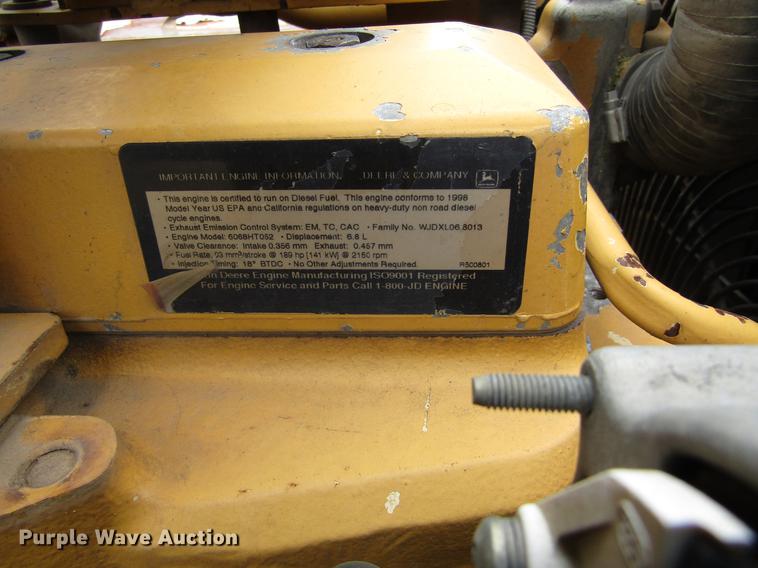 IMPORTANT ENGINE INFORMATION. DEERE & COMPANY
• This engine is certified to run on Diesel Fuel. This engine conforms to 1998
Model Year US EPA and California regulations on heavy-duty non road diesel
cycle engines.
• Exhaust Emission Control System: EM, TC, CAC • Family No. WJDXL06.8013
• Engine Model: 6068HT052 • Displacement: 6.8 L
• Valve Clearance: Intake 0.356 mm Exhaust: 0.457 mm
• Fuel Rate, 93 mm³/stroke @ 189 hp [141 kW] @ 2150 rpm
• Injection Timing: 18° BTDC • No Other Adjustments Required. R500801
Deere Engine Manufacturing ISO9001 Registered
For Engine Service and Parts Call 1-800-JD ENGINE
Purple Wave Auction